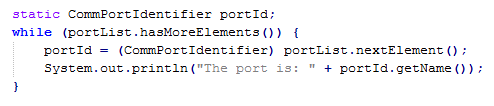 static CommPortIdentifier portId;
while (portList.hasMoreElements()) {
    portId = (CommPortIdentifier) portList.nextElement();
    System.out.println("The port is: " + portId.getName());
}